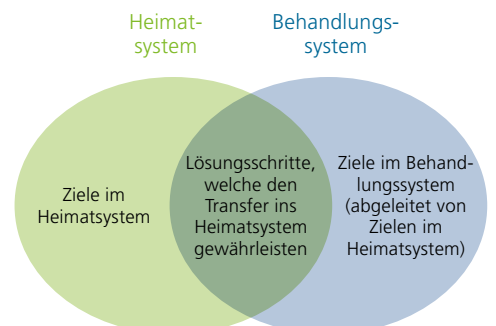 Heimat-
system
Behandlungs-
system
Ziele im
Heimatsystem
Lösungsschritte,
welche den
Transfer ins
Heimatsystem
gewährleisten
Ziele im Behand-
lungssystem
(abgeleitet von
Zielen im
Heimatsystem)